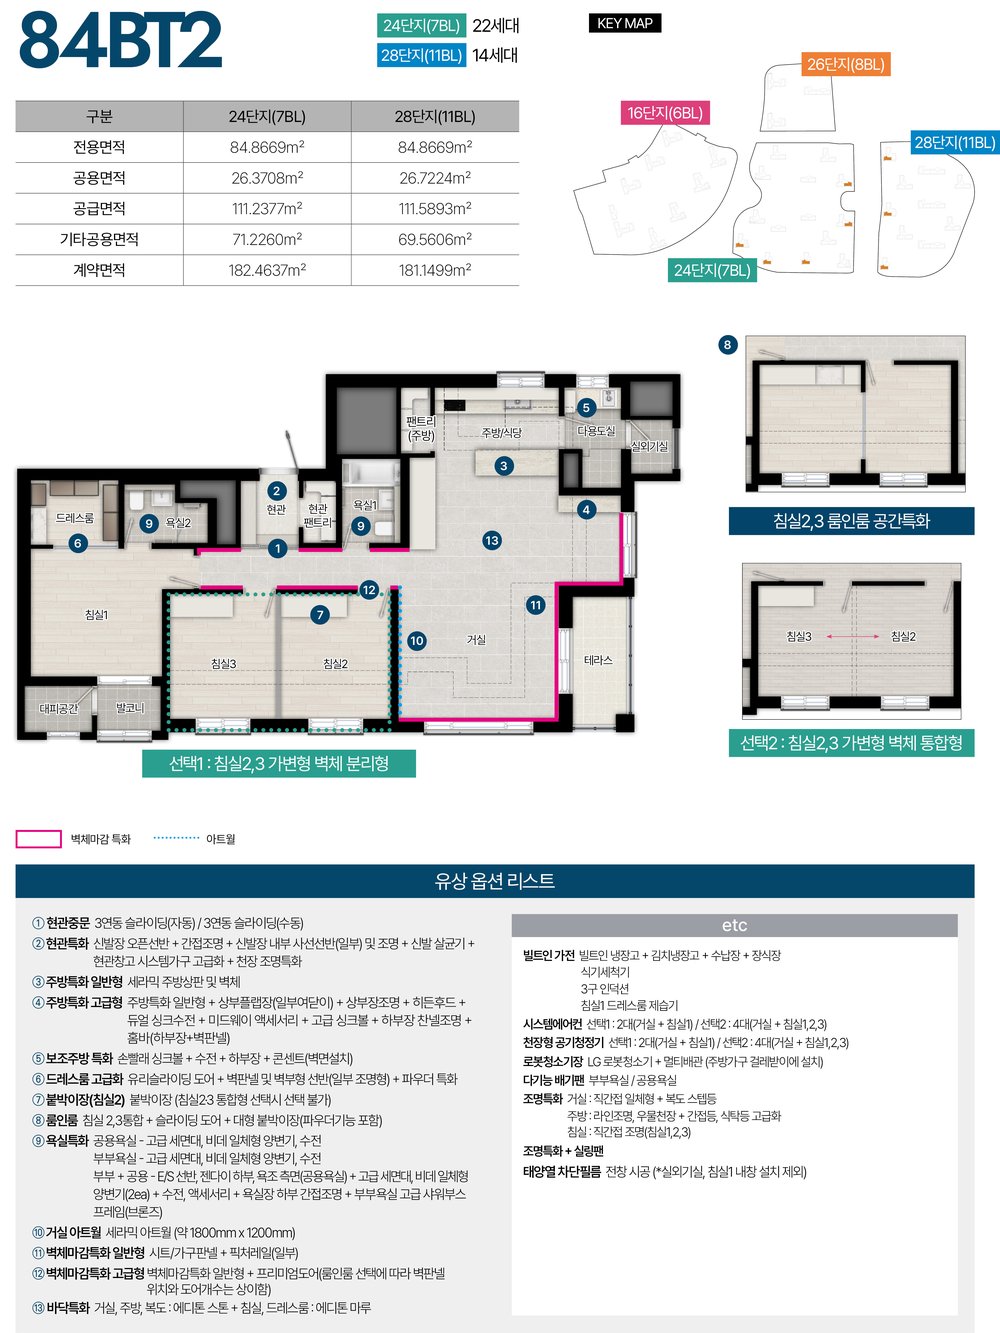 84BT2
24단지(7BL) 22세대
28단지(11BL) 14세대
KEY MAP
26단지(8BL)
16단지(6BL)
28단지(11BL)
24단지(7BL)
구분 24단지(7BL) 28단지(11BL)
전용면적 84.8669m² 84.8669m²
공용면적 26.3708m² 26.7224m²
공급면적 111.2377m² 111.5893m²
기타공용면적 71.2260m² 69.5606m²
계약면적 182.4637m² 181.1499m²
팬트리
(주방)
주방/식당
5
다용도실
실외기실
3
4
드레스룸
6
9
욕실2
2
현관
현관
팬트리
욕실1
9
1
13
12
침실1
7
10
11
거실
침실3
침실2
테라스
대피공간
발코니
선택1 : 침실2,3 가변형 벽체 분리형
8
침실2,3 룸인룸 공간특화
침실3
침실2
선택2 : 침실2,3 가변형 벽체 통합형
벽체마감 특화
아트월
유상 옵션 리스트
① 현관중문 3연동 슬라이딩(자동) / 3연동 슬라이딩(수동)
② 현관특화 신발장 오픈선반 + 간접조명 + 신발장 내부 사선선반(일부) 및 조명 + 신발 살균기 +
현관창고 시스템가구 고급화 + 천장 조명특화
③ 주방특화 일반형 세라믹 주방상판 및 벽체
④ 주방특화 고급형 주방특화 일반형 + 상부플랩장(일부여닫이) + 상부장조명 + 히든후드 +
듀얼 싱크수전 + 미드웨이 액세서리 + 고급 싱크볼 + 하부장 찬넬조명 +
홈바(하부장+벽판넬)
⑤ 보조주방 특화 손빨래 싱크볼 + 수전 + 하부장 + 콘센트(벽면설치)
⑥ 드레스룸 고급화 유리슬라이딩 도어 + 벽판넬 및 벽부형 선반(일부 조명형) + 파우더 특화
⑦ 붙박이장(침실2) 붙박이장 (침실2·3 통합형 선택시 선택 불가)
⑧ 룸인룸 침실 2,3통합 + 슬라이딩 도어 + 대형 붙박이장(파우더기능 포함)
⑨ 욕실특화 공용욕실 - 고급 세면대, 비데 일체형 양변기, 수전
부부욕실 - 고급 세면대, 비데 일체형 양변기, 수전
부부 + 공용 - E/S 선반, 젠다이 하부, 욕조 측면(공용욕실) + 고급 세면대, 비데 일체형
양변기(2ea) + 수전, 액세서리 + 욕실장 하부 간접조명 + 부부욕실 고급 샤워부스
프레임(브론즈)
⑩ 거실 아트월 세라믹 아트월 (약 1800mm x 1200mm)
⑪ 벽체마감특화 일반형 시트/가구판넬 + 픽처레일(일부)
⑫ 벽체마감특화 고급형 벽체마감특화 일반형 + 프리미엄도어(룸인룸 선택에 따라 벽판넬
위치와 도어개수는 상이함)
⑬ 바닥특화 거실, 주방, 복도 : 에디톤 스톤 + 침실, 드레스룸 : 에디톤 마루
etc
빌트인 가전 빌트인 냉장고 + 김치냉장고 + 수납장 + 장식장
식기세척기
3구 인덕션
침실1 드레스룸 제습기
시스템에어컨 선택1 : 2대(거실 + 침실1) / 선택2 : 4대(거실 + 침실1,2,3)
천장형 공기청정기 선택1 : 2대(거실 + 침실1) / 선택2 : 4대(거실 + 침실1,2,3)
로봇청소기장 LG 로봇청소기 + 멀티배관 (주방가구 걸레받이에 설치)
다기능 배기팬 부부욕실 / 공용욕실
조명특화 거실 : 직간접 일체형 + 복도 스텝등
주방 : 라인조명, 우물천장 + 간접등, 식탁등 고급화
침실 : 직간접 조명(침실1,2,3)
조명특화 + 실링팬
태양열 차단필름 전창 시공 (*실외기실, 침실1 내창 설치 제외)